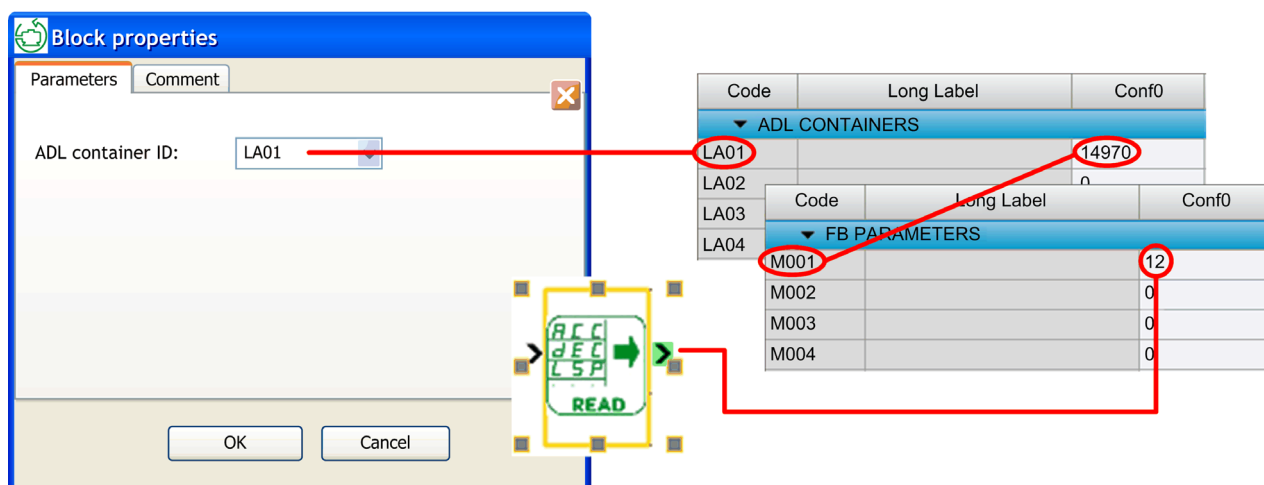 Block properties
Parameters Comment
ADL container ID: LA01
OK Cancel
ACC
dEC
LSP
READ
Code Long Label Conf0
ADL CONTAINERS
LA01 14970
LA02 0
LA03
LA04
Code Long Label Conf0
FB PARAMETERS
M001 12
M002 0
M003 0
M004 0